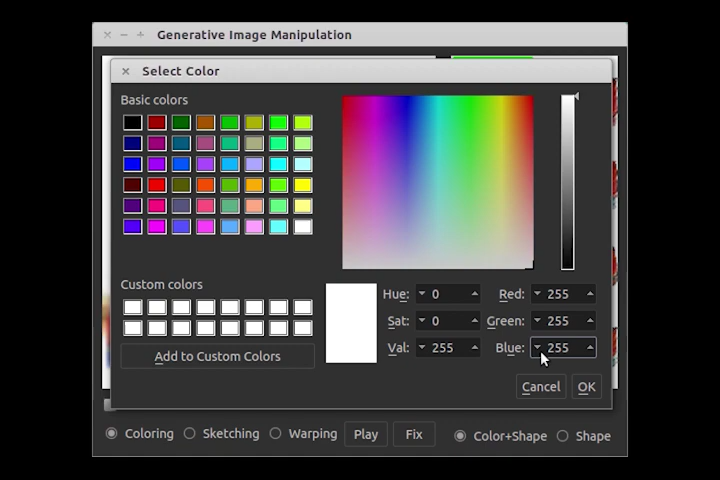 Generative Image Manipulation
Select Color
Basic colors
Custom colors
Add to Custom Colors
Hue: 0 Red: 255
Sat: 0 Green: 255
Val: 255 Blue: 255
Cancel OK
Coloring Sketching Warping Play Fix Color+Shape Shape